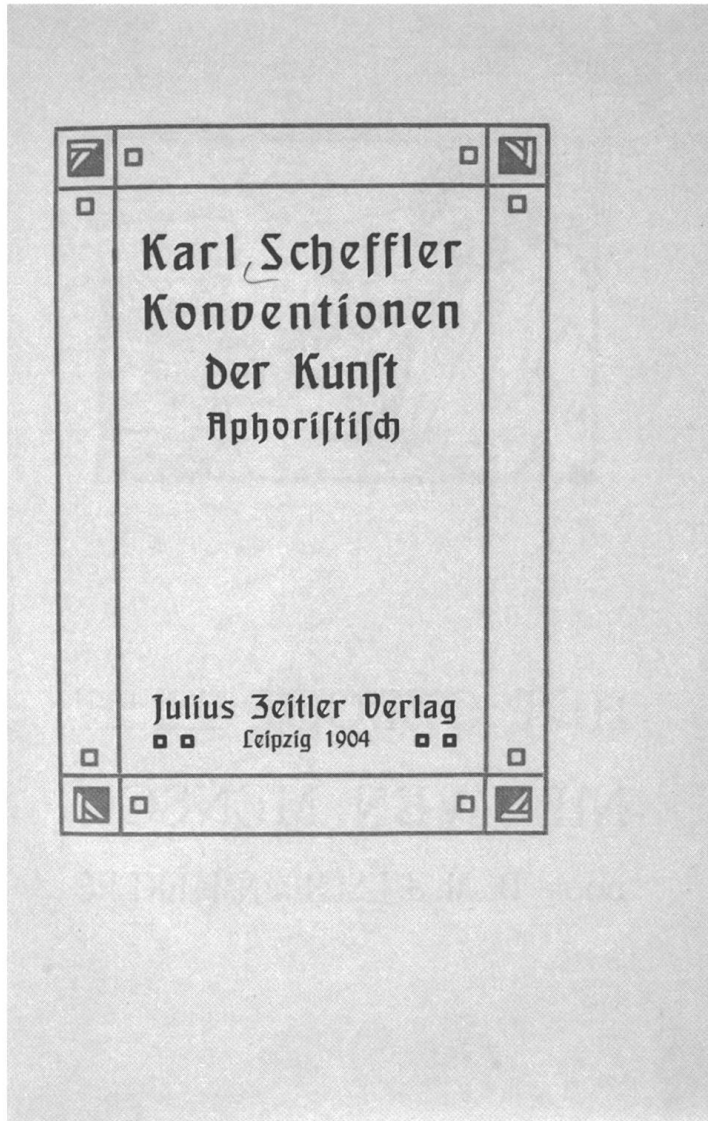 Karl Scheffler
Konventionen
der Kunſt
Aphoriſtiſch
Julius Zeitler Verlag
Leipzig 1904